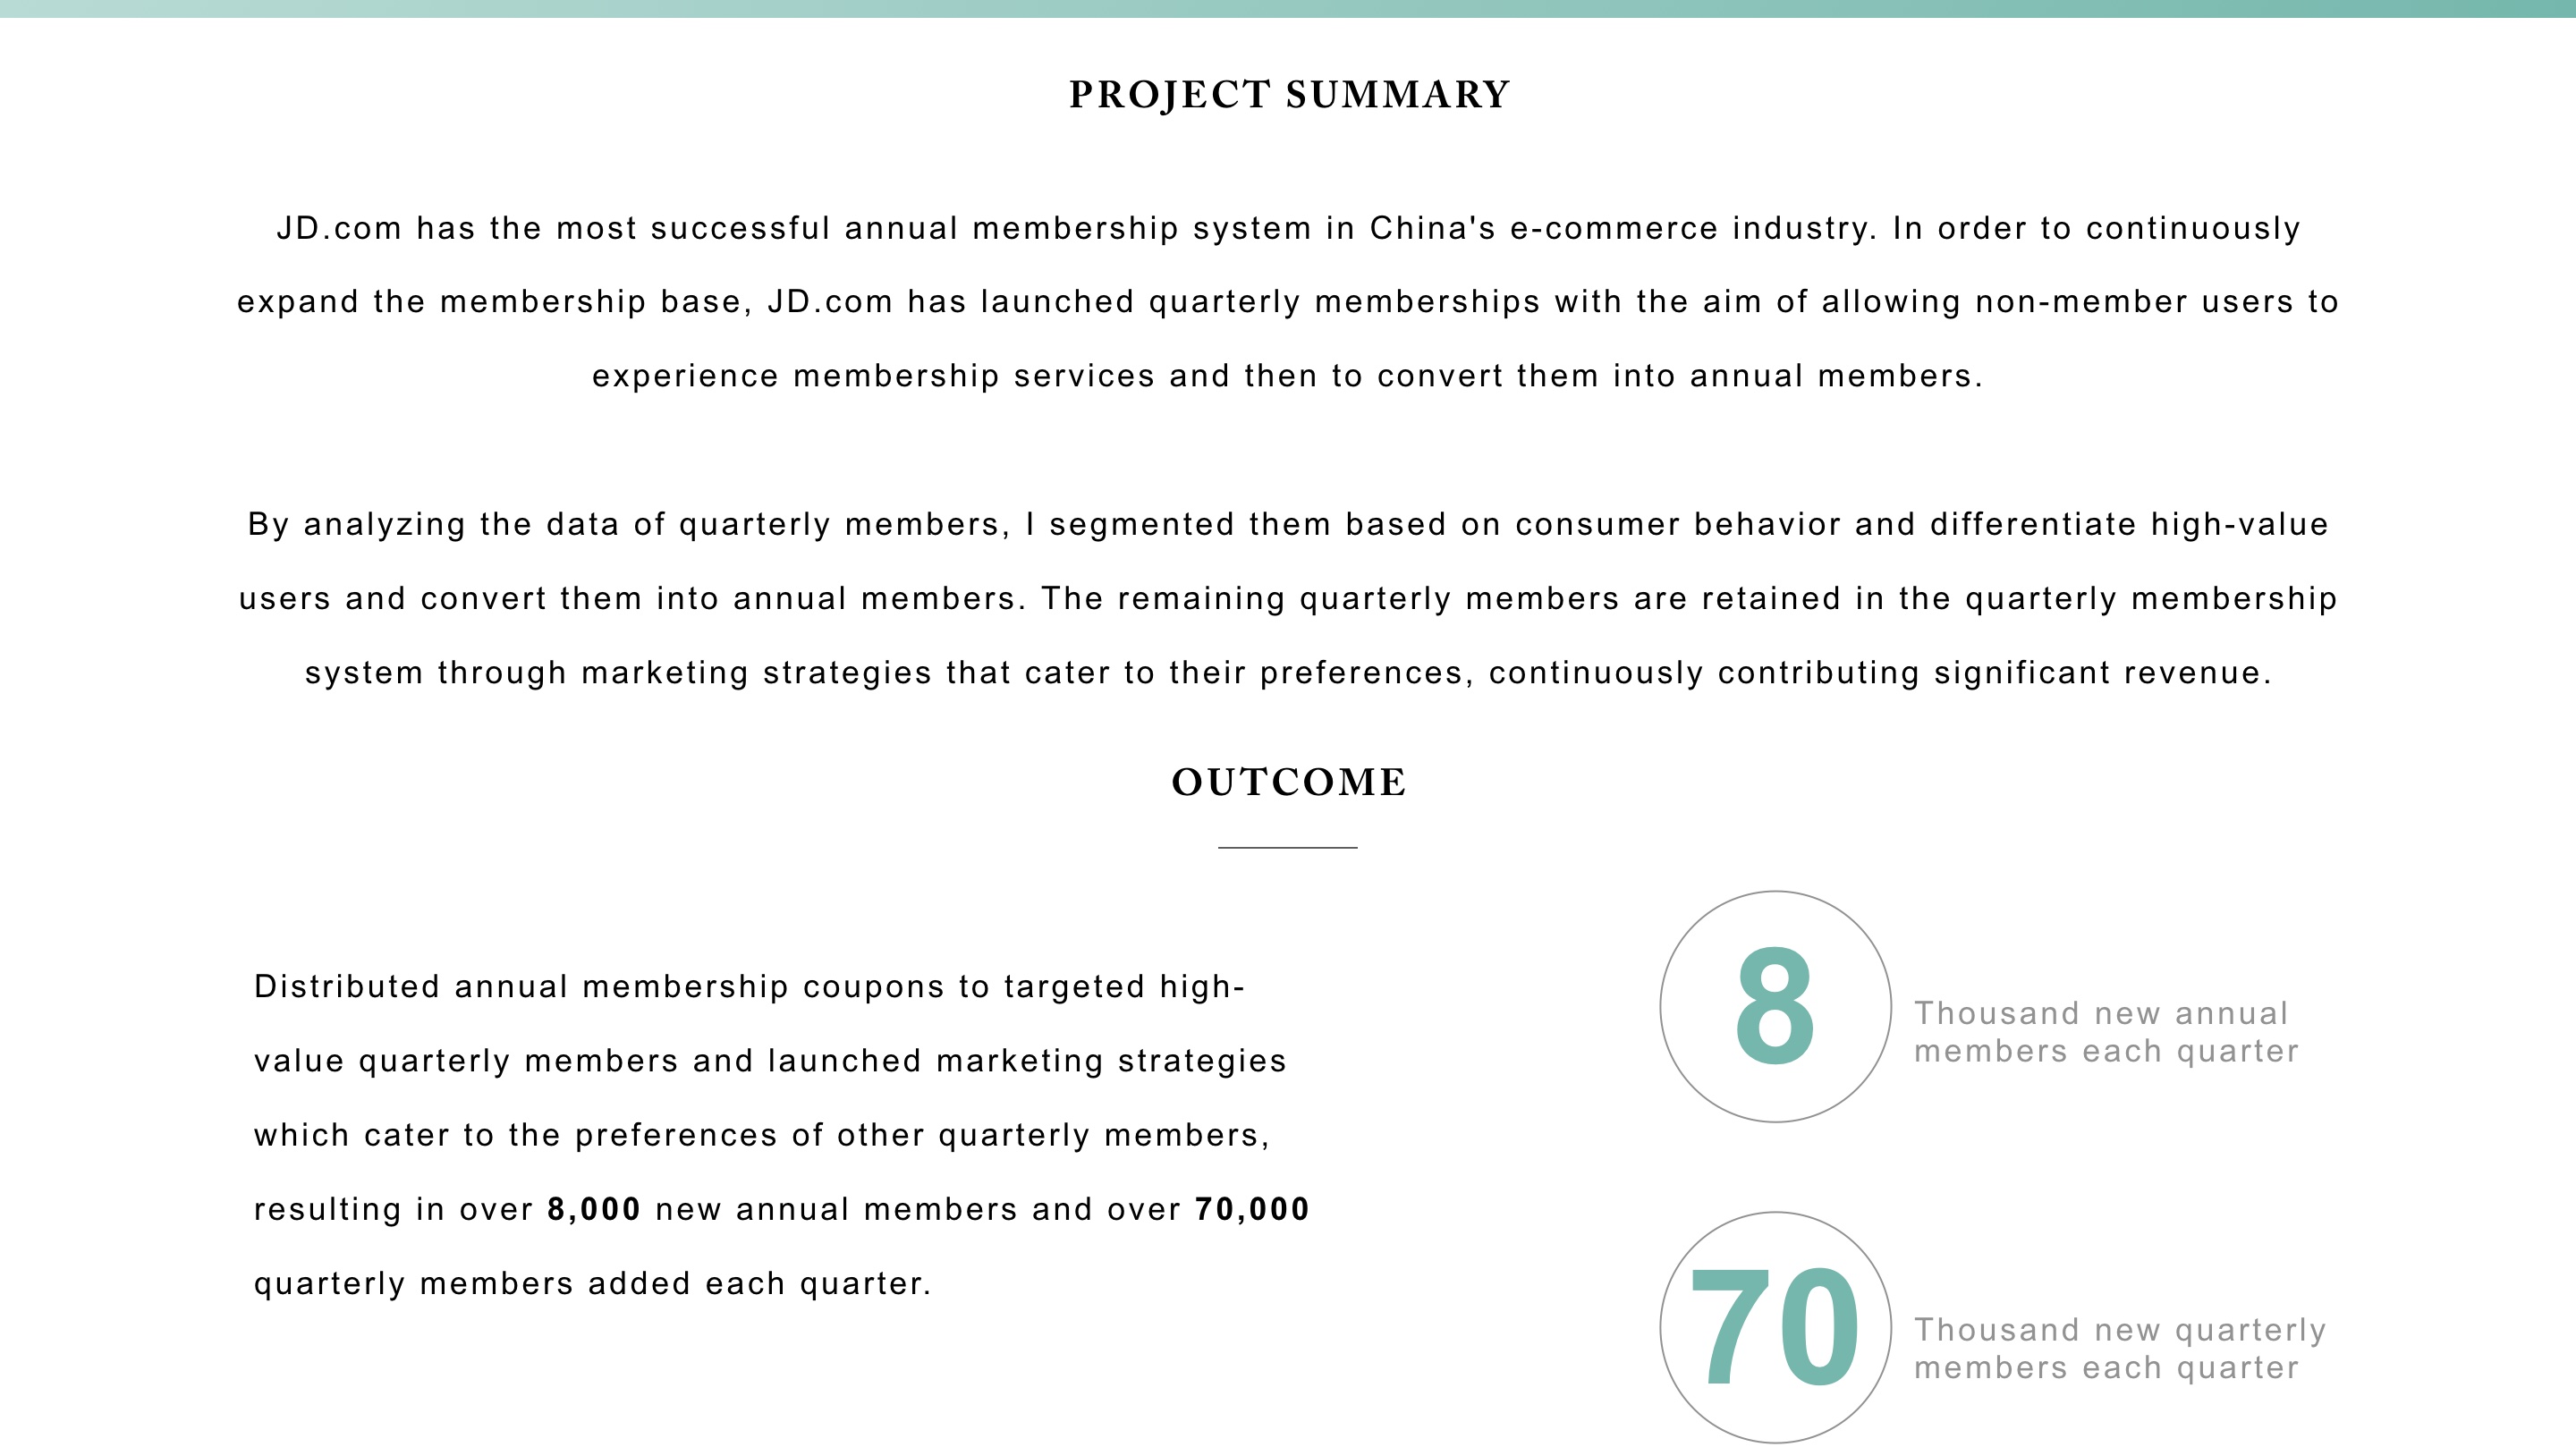 PROJECT SUMMARY
JD.com has the most successful annual membership system in China's e-commerce industry. In order to continuously
expand the membership base, JD.com has launched quarterly memberships with the aim of allowing non-member users to
experience membership services and then to convert them into annual members.
By analyzing the data of quarterly members, I segmented them based on consumer behavior and differentiate high-value
users and convert them into annual members. The remaining quarterly members are retained in the quarterly membership
system through marketing strategies that cater to their preferences, continuously contributing significant revenue.
OUTCOME
Distributed annual membership coupons to targeted high-
value quarterly members and launched marketing strategies
which cater to the preferences of other quarterly members,
resulting in over 8,000 new annual members and over 70,000
quarterly members added each quarter.
8
Thousand new annual
members each quarter
70
Thousand new quarterly
members each quarter